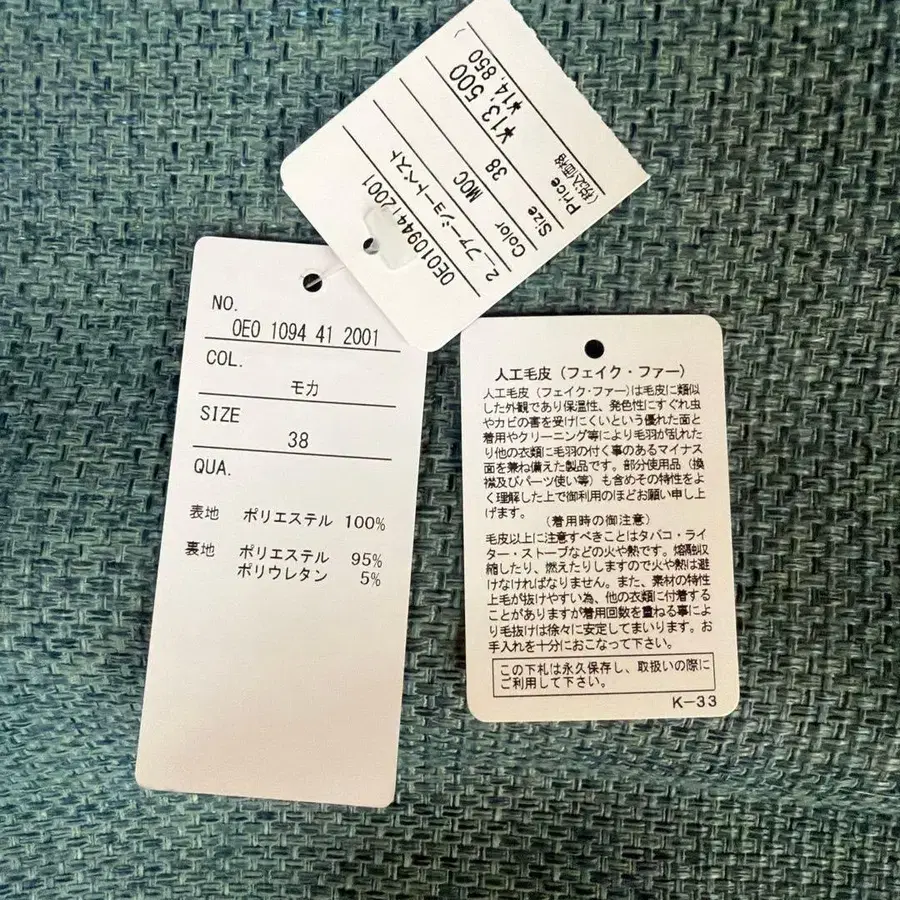 0E01094412001
2_ファーショートベスト
Color MOC
Size 38
Price ¥13,500
(税込価格 ¥14,850)
NO.
0E0 1094 41 2001
COL.
モカ
SIZE
38
QUA.
表地 ポリエステル 100%
裏地 ポリエステル 95%
ポリウレタン 5%
人工毛皮(フェイク・ファー)
人工毛皮(フェイク・ファー)は毛皮に類似
した外観であり保温性、発色性にすぐれ虫
やカビの害を受けにくいという優れた面と
着用やクリーニング等により毛羽が乱れた
り他の衣類に毛羽の付く事のあるマイナス
面を兼ね備えた製品です。部分使用品(換
襟及びパーツ使い等)も含めその特性をよ
く理解した上で御利用のほどお願い申し上
げます。
(着用時の御注意)
毛皮以上に注意すべきことはタバコ・ライ
ター・ストーブなどの火や熱です。熔融収
縮したり、燃えたりしますので火や熱は避
けなければなりません。また、素材の特性
上毛が抜けやすい為、他の衣類に付着する
ことがありますが着用回数を重ねる事によ
り毛抜けは徐々に安定してまいります。お
手入れを十分におこなって下さい。
この下札は永久保存し、取扱いの際に
ご利用して下さい。
K-33